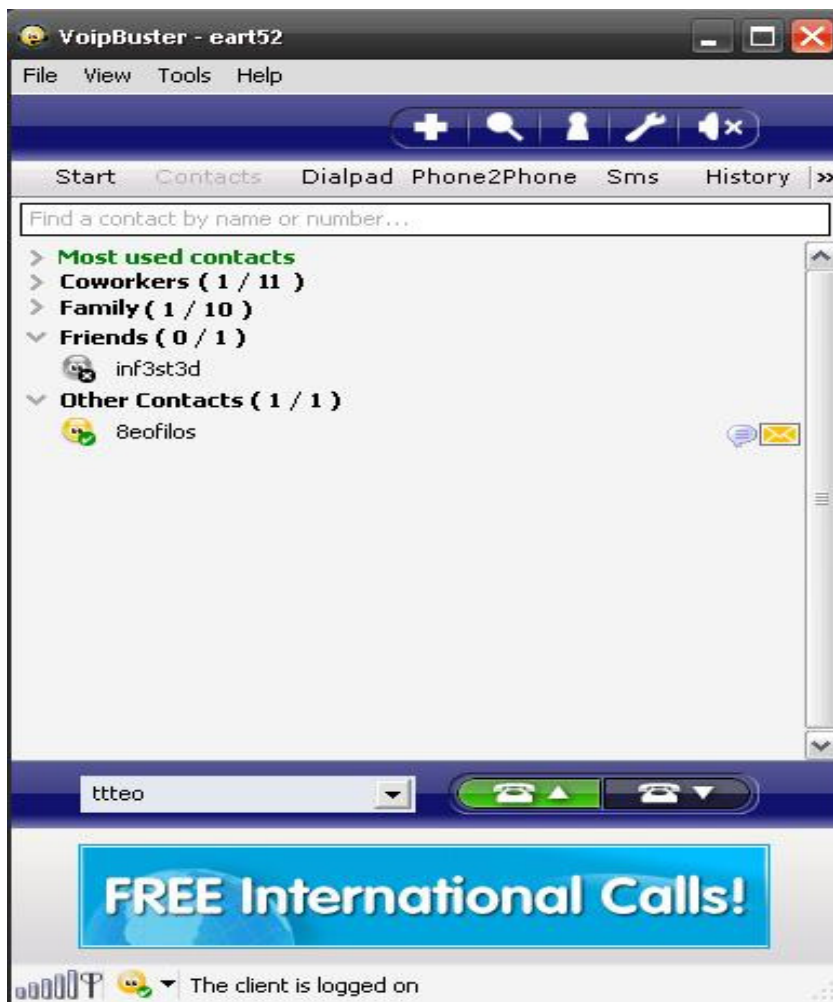 VoipBuster - eart52
File View Tools Help
Start Contacts Dialpad Phone2Phone Sms History »
Find a contact by name or number...
Most used contacts
Coworkers ( 1 / 11 )
Family ( 1 / 10 )
Friends ( 0 / 1 )
inf3st3d
Other Contacts ( 1 / 1 )
8eofilos
ttteo
FREE International Calls!
The client is logged on